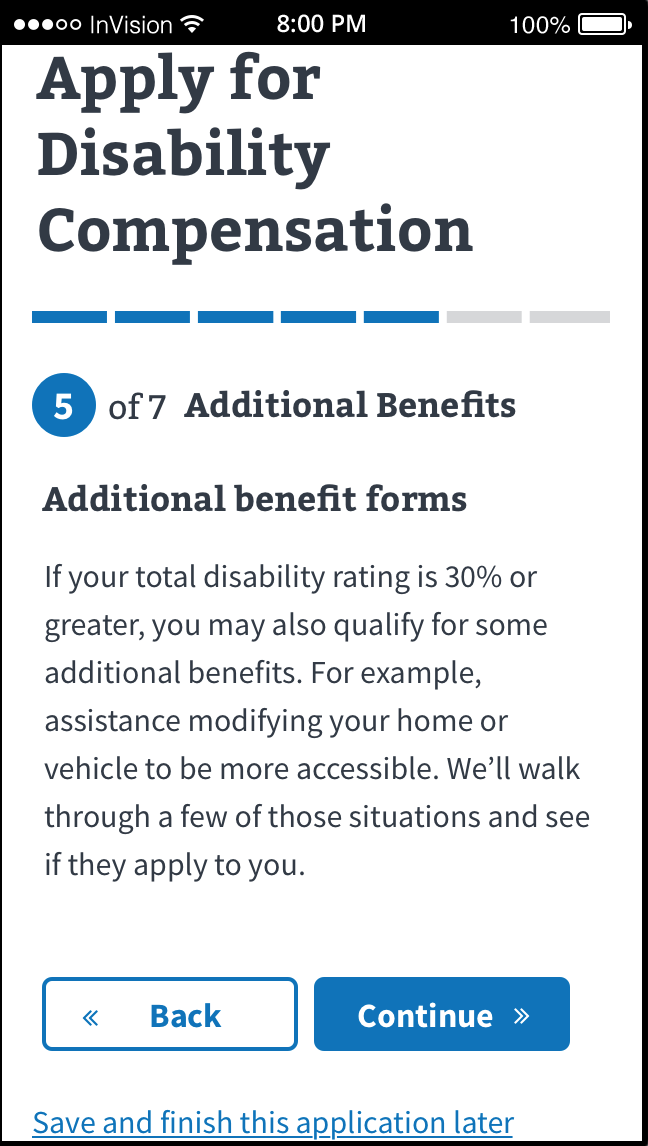 InVision 8:00 PM 100%
Apply for
Disability
Compensation
5 of 7 Additional Benefits
Additional benefit forms
If your total disability rating is 30% or
greater, you may also qualify for some
additional benefits. For example,
assistance modifying your home or
vehicle to be more accessible. We’ll walk
through a few of those situations and see
if they apply to you.
« Back Continue »
Save and finish this application later